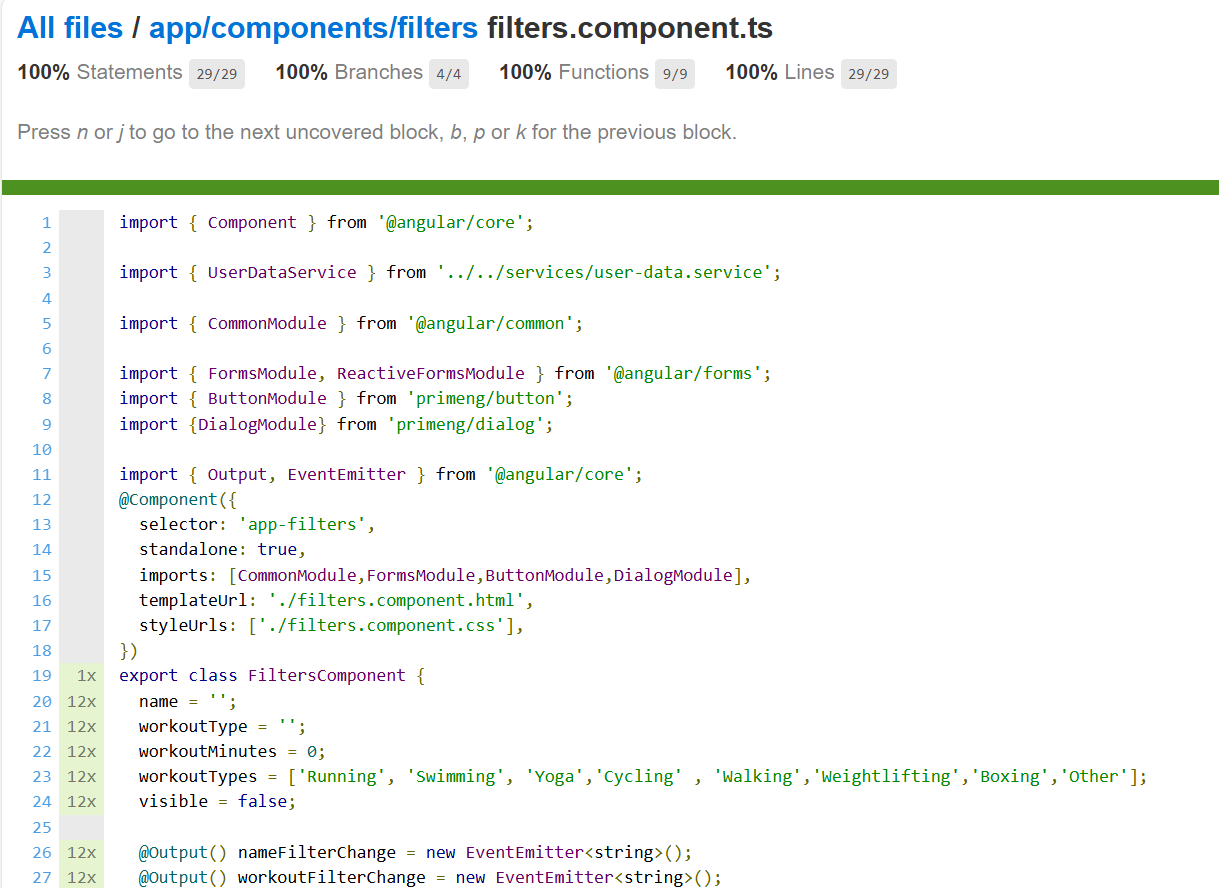 All files / app/components/filters filters.component.ts
100% Statements 29/29 100% Branches 4/4 100% Functions 9/9 100% Lines 29/29
Press n or j to go to the next uncovered block, b, p or k for the previous block.
1 import { Component } from '@angular/core';
2
3 import { UserDataService } from '../../services/user-data.service';
4
5 import { CommonModule } from '@angular/common';
6
7 import { FormsModule, ReactiveFormsModule } from '@angular/forms';
8 import { ButtonModule } from 'primeng/button';
9 import {DialogModule} from 'primeng/dialog';
10
11 import { Output, EventEmitter } from '@angular/core';
12 @Component({
13 selector: 'app-filters',
14 standalone: true,
15 imports: [CommonModule,FormsModule,ButtonModule,DialogModule],
16 templateUrl: './filters.component.html',
17 styleUrls: ['./filters.component.css'],
18 })
19 1x export class FiltersComponent {
20 12x name = '';
21 12x workoutType = '';
22 12x workoutMinutes = 0;
23 12x workoutTypes = ['Running', 'Swimming', 'Yoga','Cycling' , 'Walking','Weightlifting','Boxing','Other'];
24 12x visible = false;
25
26 12x @Output() nameFilterChange = new EventEmitter<string>();
27 12x @Output() workoutFilterChange = new EventEmitter<string>();